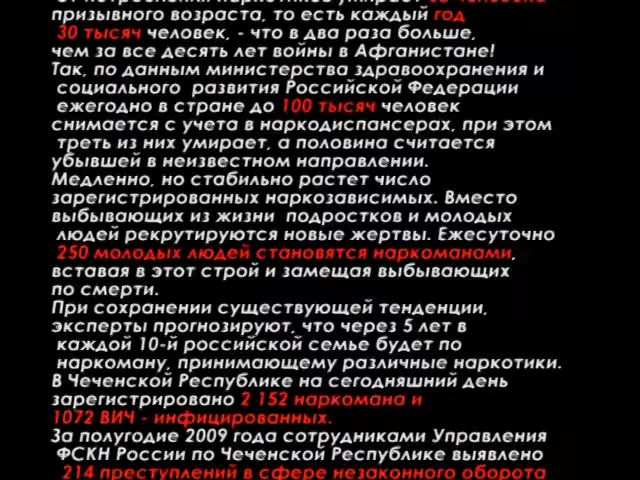 призывного возраста, то есть каждый год
30 тысяч человек, - что в два раза больше,
чем за все десять лет войны в Афганистане!
Так, по данным министерства здравоохранения и
социального развития Российской Федерации
ежегодно в стране до 100 тысяч человек
снимается с учета в наркодиспансерах, при этом
треть из них умирает, а половина считается
убывшей в неизвестном направлении.
Медленно, но стабильно растет число
зарегистрированных наркозависимых. Вместо
выбывающих из жизни подростков и молодых
людей рекрутируются новые жертвы. Ежесуточно
250 молодых людей становятся наркоманами,
вставая в этот строй и замещая выбывающих
по смерти.
При сохранении существующей тенденции,
эксперты прогнозируют, что через 5 лет в
каждой 10-й российской семье будет по
наркоману, принимающему различные наркотики.
В Чеченской Республике на сегодняшний день
зарегистрировано 2 152 наркомана и
1072 ВИЧ - инфицированных.
За полугодие 2009 года сотрудниками Управления
ФСКН России по Чеченской Республике выявлено
214 преступлений в сфере незаконного оборота